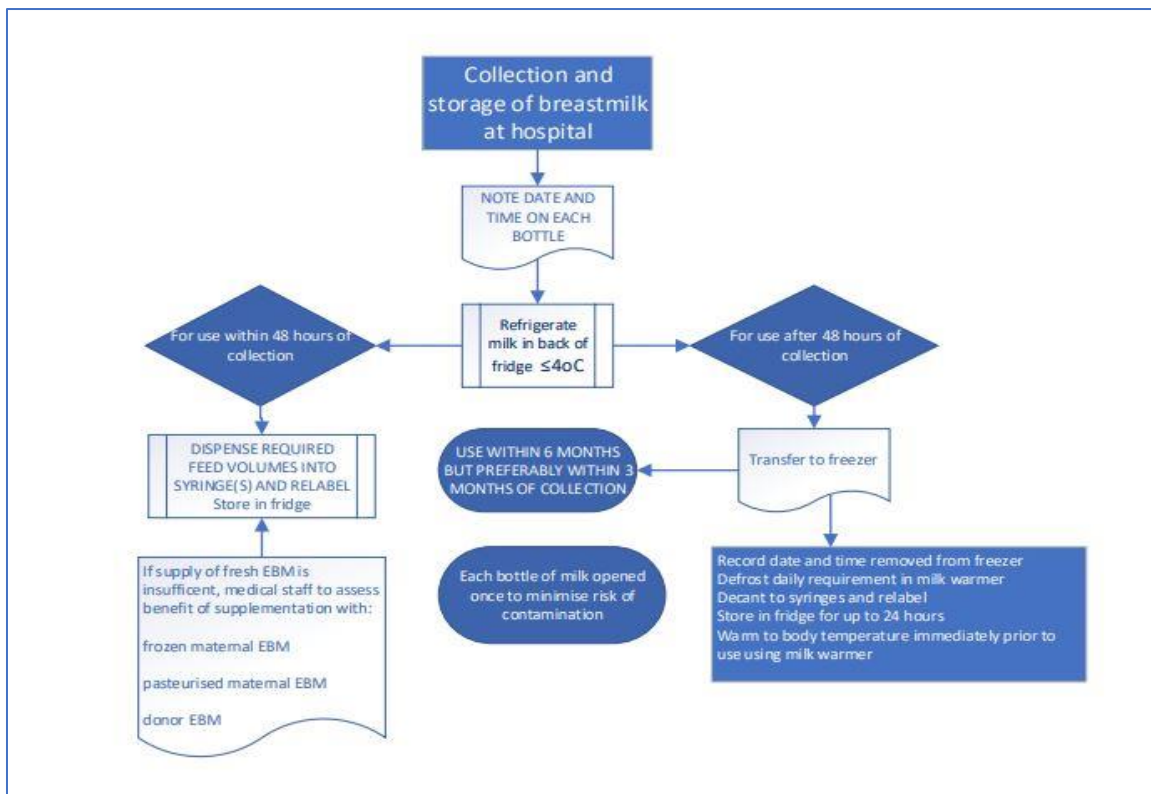 Collection and
storage of breastmilk
at hospital
NOTE DATE AND
TIME ON EACH
BOTTLE
For use within 48 hours of
collection
Refrigerate
milk in back of
fridge ≤4oC
For use after 48 hours of
collection
DISPENSE REQUIRED
FEED VOLUMES INTO
SYRINGE(S) AND RELABEL
Store in fridge
USE WITHIN 6 MONTHS
BUT PREFERABLY WITHIN 3
MONTHS OF COLLECTION
Transfer to freezer
If supply of fresh EBM is
insufficent, medical staff to assess
benefit of supplementation with:
frozen maternal EBM
pasteurised maternal EBM
donor EBM
Each bottle of milk opened
once to minimise risk of
contamination
Record date and time removed from freezer
Defrost daily requirement in milk warmer
Decant to syringes and relabel
Store in fridge for up to 24 hours
Warm to body temperature immediately prior to
use using milk warmer